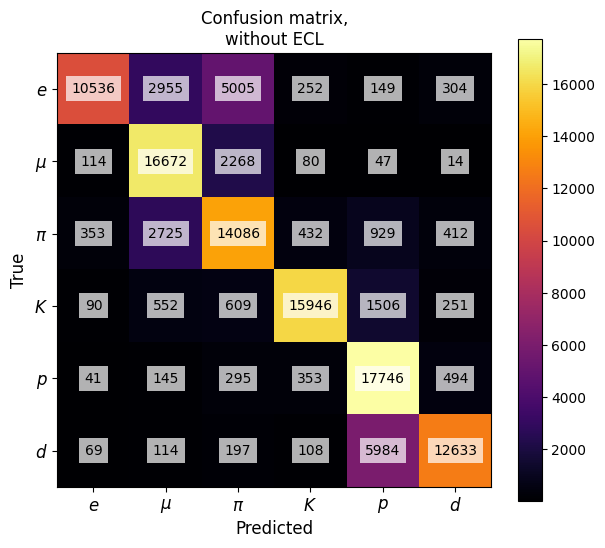 Confusion matrix,
without ECL
e 10536 2955 5005 252 149 304
μ 114 16672 2268 80 47 14
π 353 2725 14086 432 929 412
K 90 552 609 15946 1506 251
p 41 145 295 353 17746 494
d 69 114 197 108 5984 12633
e μ π K p d
Predicted
True
16000
14000
12000
10000
8000
6000
4000
2000